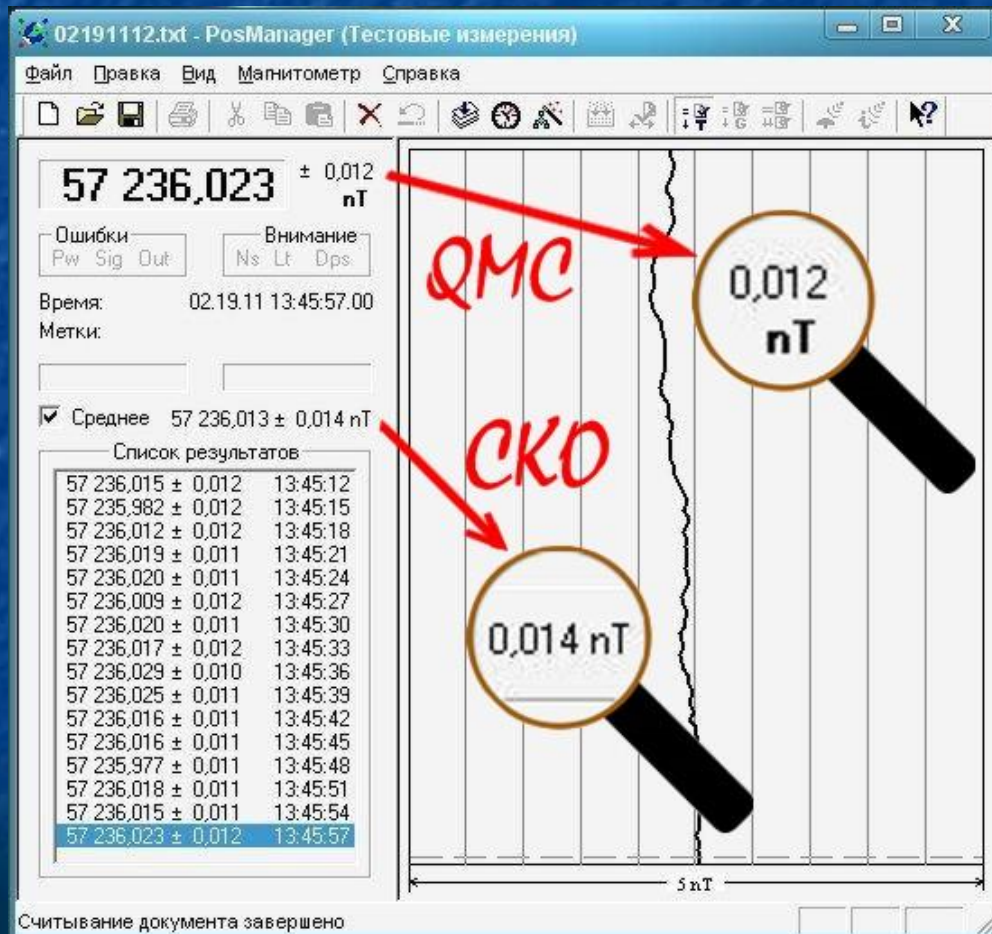 02191112.txt - PosManager (Тестовые измерения)
Файл Правка Вид Магнитометр Справка
57 236,023 ± 0,012 nT
Ошибки Внимание
Pw Sig Out Ns Lt Dps
Время: 02.19.11 13:45:57.00
Метки:
Среднее 57 236,013 ± 0,014 nT
Список результатов
57 236,015 ± 0,012 13:45:12
57 235,982 ± 0,012 13:45:15
57 236,012 ± 0,012 13:45:18
57 236,019 ± 0,011 13:45:21
57 236,020 ± 0,011 13:45:24
57 236,009 ± 0,012 13:45:27
57 236,020 ± 0,011 13:45:30
57 236,017 ± 0,012 13:45:33
57 236,029 ± 0,010 13:45:36
57 236,025 ± 0,011 13:45:39
57 236,016 ± 0,011 13:45:42
57 236,016 ± 0,011 13:45:45
57 235,977 ± 0,011 13:45:48
57 236,018 ± 0,011 13:45:51
57 236,015 ± 0,011 13:45:54
57 236,023 ± 0,012 13:45:57
QMC
0,012
nT
СКО
0,014 nT
5 nT
Считывание документа завершено